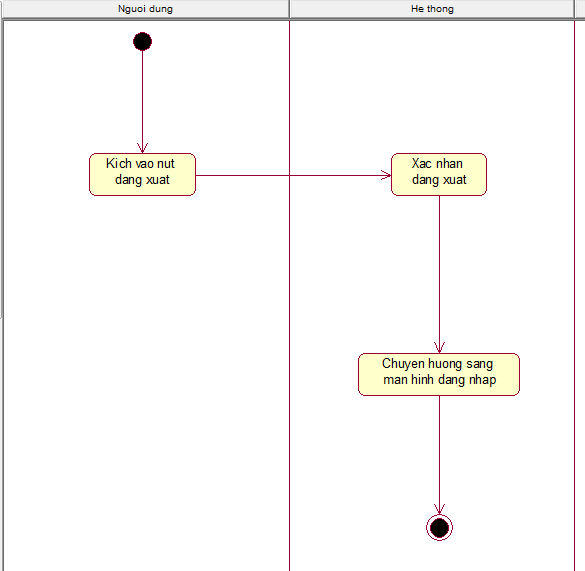 Nguoi dung
He thong
Kich vao nut
dang xuat
Xac nhan
dang xuat
Chuyen huong sang
man hinh dang nhap